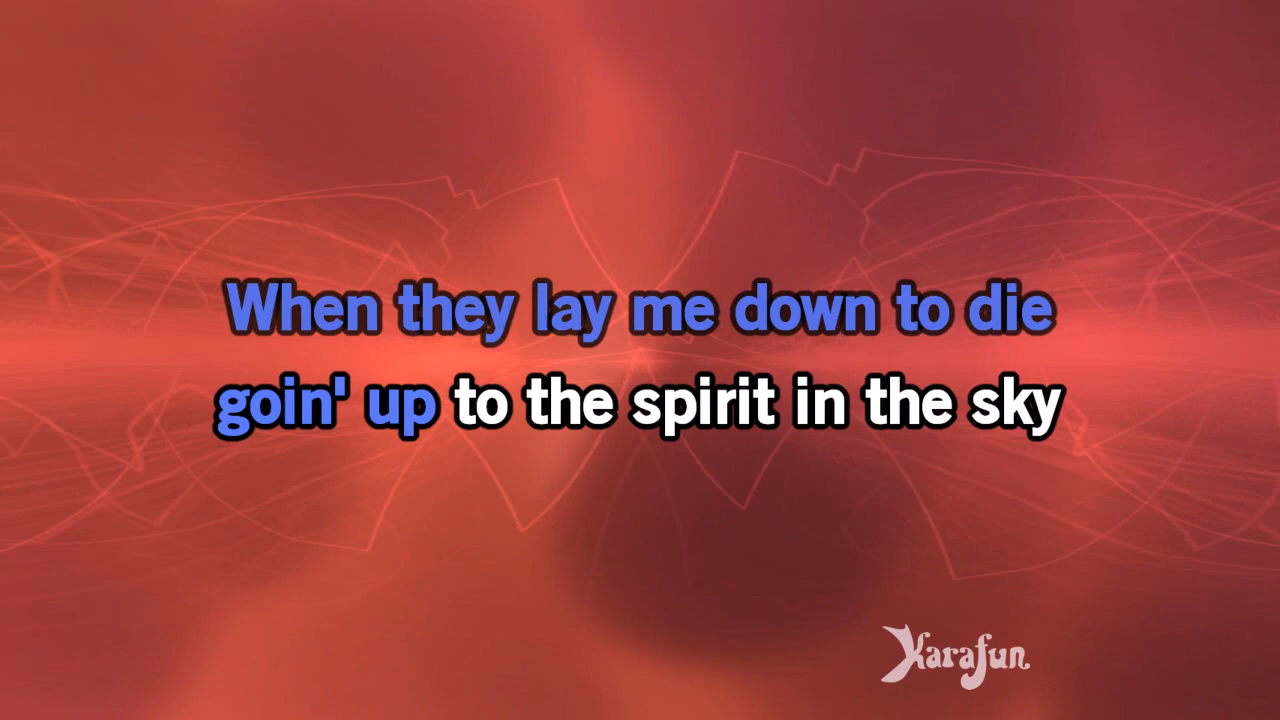 When they lay me down to die
goin' up to the spirit in the sky
Karafun